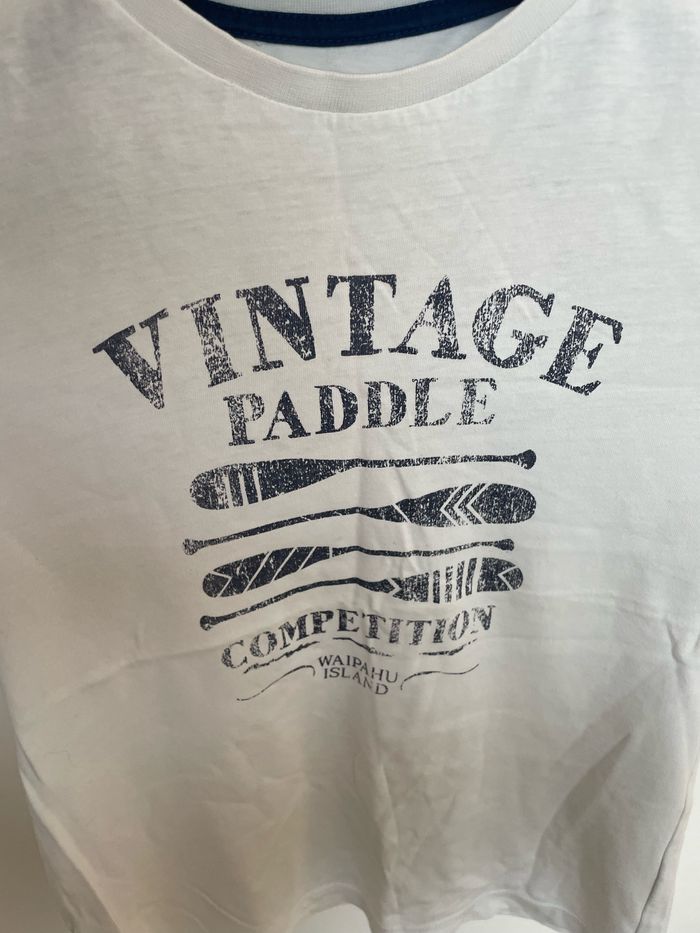 VINTAGE
PADDLE
COMPETITION
WAIPAHU
ISLAND